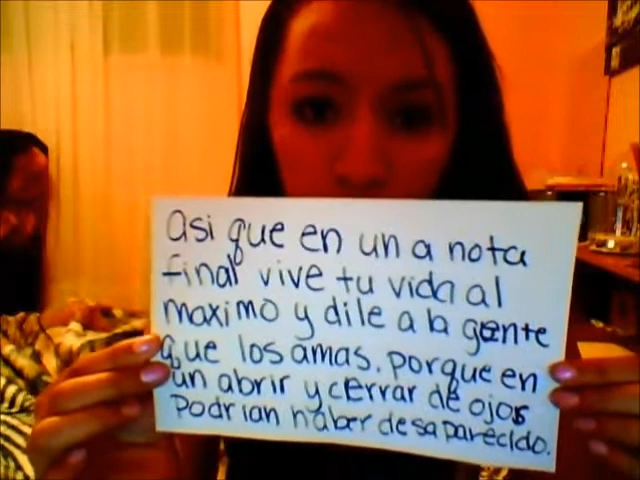 asi que en un a nota
final vive tu vida al
maximo y dile a la gente
que los amas. porque en
un abrir y cerrar de ojos
podrian haber desaparecido.